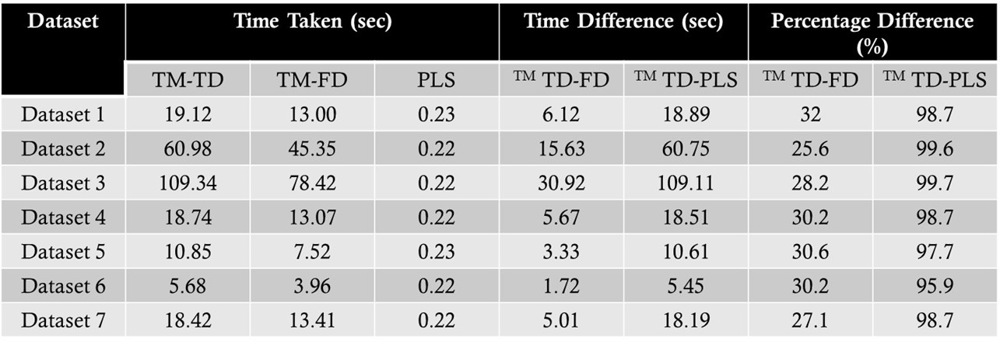 Dataset Time Taken (sec) Time Difference (sec) Percentage Difference
(%)
TM-TD TM-FD PLS ™ TD-FD ™ TD-PLS ™ TD-FD ™ TD-PLS
Dataset 1 19.12 13.00 0.23 6.12 18.89 32 98.7
Dataset 2 60.98 45.35 0.22 15.63 60.75 25.6 99.6
Dataset 3 109.34 78.42 0.22 30.92 109.11 28.2 99.7
Dataset 4 18.74 13.07 0.22 5.67 18.51 30.2 98.7
Dataset 5 10.85 7.52 0.23 3.33 10.61 30.6 97.7
Dataset 6 5.68 3.96 0.22 1.72 5.45 30.2 95.9
Dataset 7 18.42 13.41 0.22 5.01 18.19 27.1 98.7